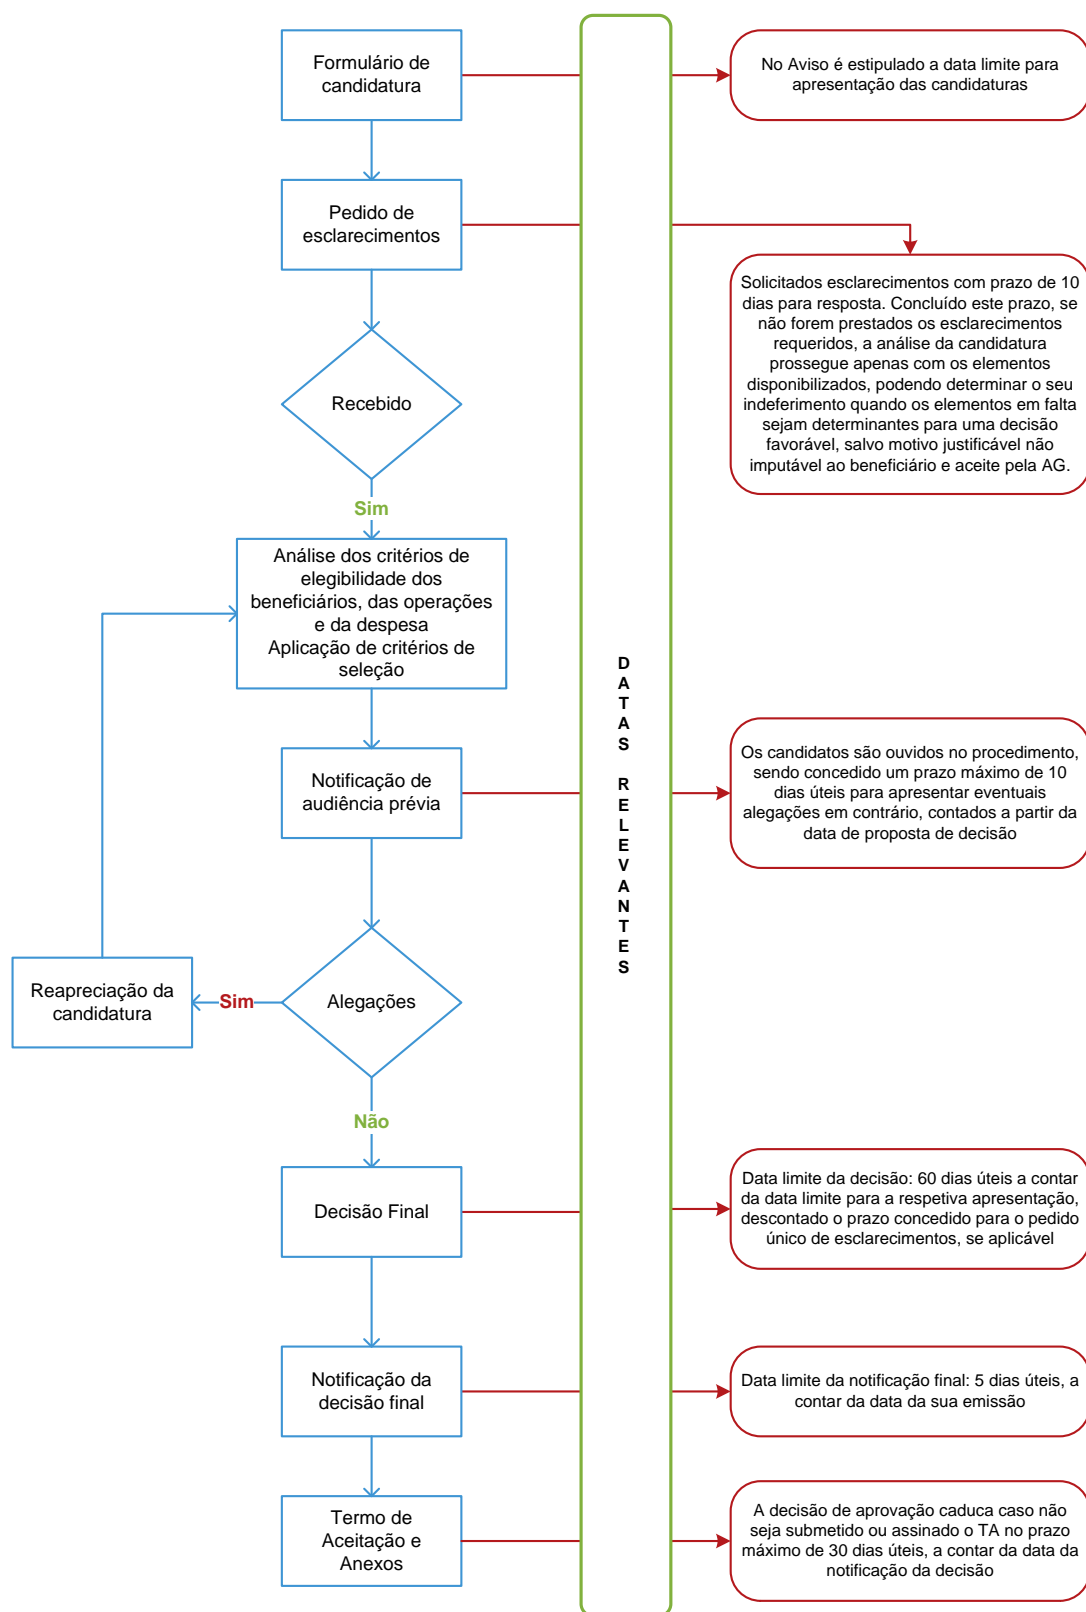 Formulário de
candidatura
No Aviso é estipulado a data limite para
apresentação das candidaturas
Pedido de
esclarecimentos
Solicitados esclarecimentos com prazo de 10
dias para resposta. Concluído este prazo, se
não forem prestados os esclarecimentos
requeridos, a análise da candidatura
prossegue apenas com os elementos
disponibilizados, podendo determinar o seu
indeferimento quando os elementos em falta
sejam determinantes para uma decisão
favorável, salvo motivo justificável não
imputável ao beneficiário e aceite pela AG.
Recebido
Sim
Análise dos critérios de
elegibilidade dos
beneficiários, das operações
e da despesa
Aplicação de critérios de
seleção
DATAS RELEVANTES
Notificação de
audiência prévia
Os candidatos são ouvidos no procedimento,
sendo concedido um prazo máximo de 10
dias úteis para apresentar eventuais
alegações em contrário, contados a partir da
data de proposta de decisão
Reapreciação da
candidatura
Sim
Alegações
Não
Decisão Final
Data limite da decisão: 60 dias úteis a contar
da data limite para a respetiva apresentação,
descontado o prazo concedido para o pedido
único de esclarecimentos, se aplicável
Notificação da
decisão final
Data limite da notificação final: 5 dias úteis, a
contar da data da sua emissão
Termo de
Aceitação e
Anexos
A decisão de aprovação caduca caso não
seja submetido ou assinado o TA no prazo
máximo de 30 dias úteis, a contar da data da
notificação da decisão